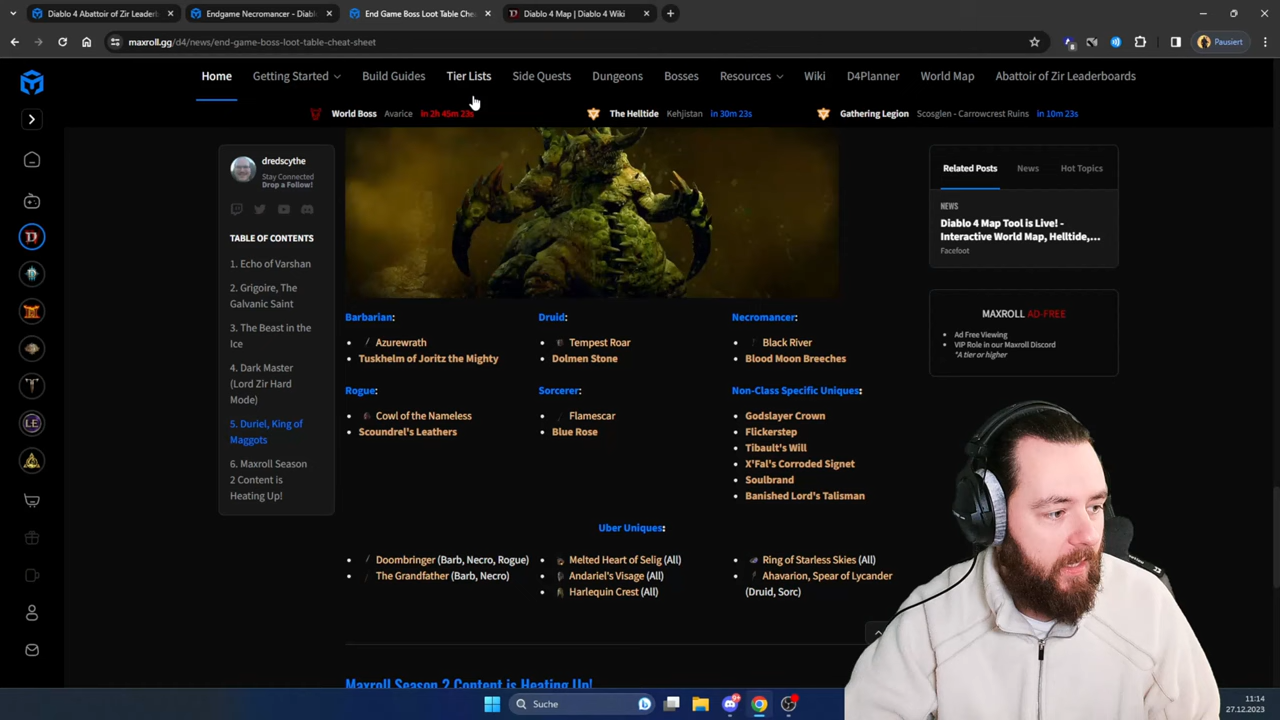 Diablo 4 Abattoir of Zir Leaderb
Endgame Necromancer - Diabl
End Game Boss Loot Table Che
Diablo 4 Map | Diablo 4 Wiki
maxroll.gg/d4/news/end-game-boss-loot-table-cheat-sheet
Pausiert
Home
Getting Started
Build Guides
Tier Lists
Side Quests
Dungeons
Bosses
Resources
Wiki
D4Planner
World Map
Abattoir of Zir Leaderboards
World Boss Avarice In 2h 45m 23s
The Helltide Kehjistan in 30m 23s
Gathering Legion Scosglen - Carrowcrest Ruins in 10m 23s
dredscythe
Stay Connected
Drop a Follow!
TABLE OF CONTENTS
1. Echo of Varshan
2. Grigoire, The
Galvanic Saint
3. The Beast in the
Ice
4. Dark Master
(Lord Zir Hard
Mode)
5. Duriel, King of
Maggots
6. Maxroll Season
2 Content is
Heating Up!
Barbarian:
Azurewrath
Tuskhelm of Joritz the Mighty
Druid:
Tempest Roar
Dolmen Stone
Necromancer:
Black River
Blood Moon Breeches
Rogue:
Cowl of the Nameless
Scoundrel's Leathers
Sorcerer:
Flamescar
Blue Rose
Non-Class Specific Uniques:
Godslayer Crown
Flickerstep
Tibault's Will
X'Fal's Corroded Signet
Soulbrand
Banished Lord's Talisman
Uber Uniques:
Doombringer (Barb, Necro, Rogue)
The Grandfather (Barb, Necro)
Melted Heart of Selig (All)
Andariel's Visage (All)
Harlequin Crest (All)
Ring of Starless Skies (All)
Ahavarion, Spear of Lycander
(Druid, Sorc)
Maxroll Season 2 Content is Heating Up!
Related Posts
News
Hot Topics
NEWS
Diablo 4 Map Tool is Live! -
Interactive World Map, Helltide,...
Facefoot
MAXROLL AD-FREE
Ad Free Viewing
VIP Role in our Maxroll Discord
*A tier or higher
LE
Suche
11:14
27.12.2023